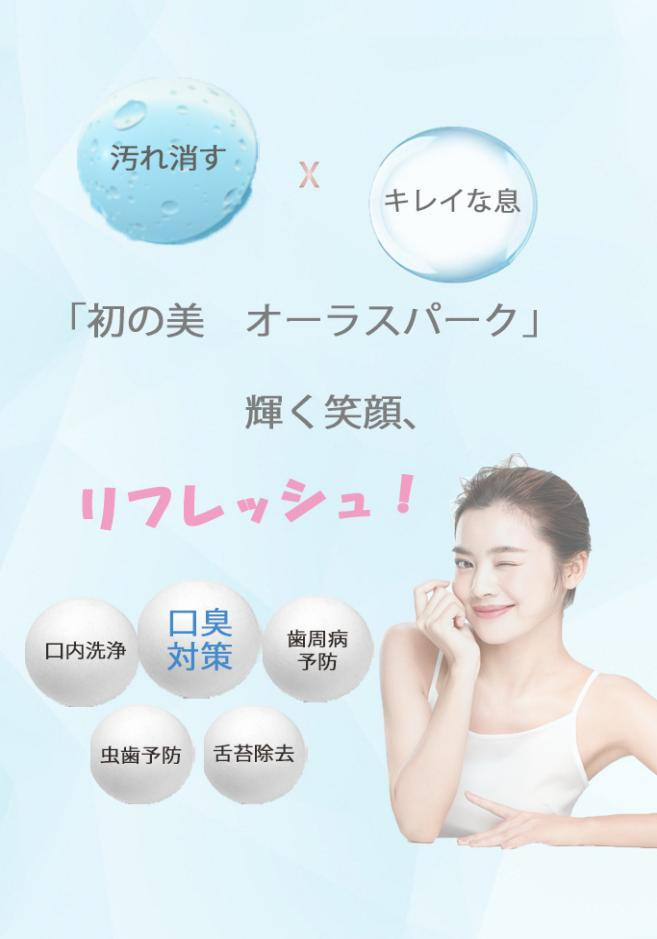 汚れ消す
X
キレイな息
「初の美　オーラスパーク」
輝く笑顔、
リフレッシュ！
口内洗浄
口臭
対策
歯周病
予防
虫歯予防
舌苔除去